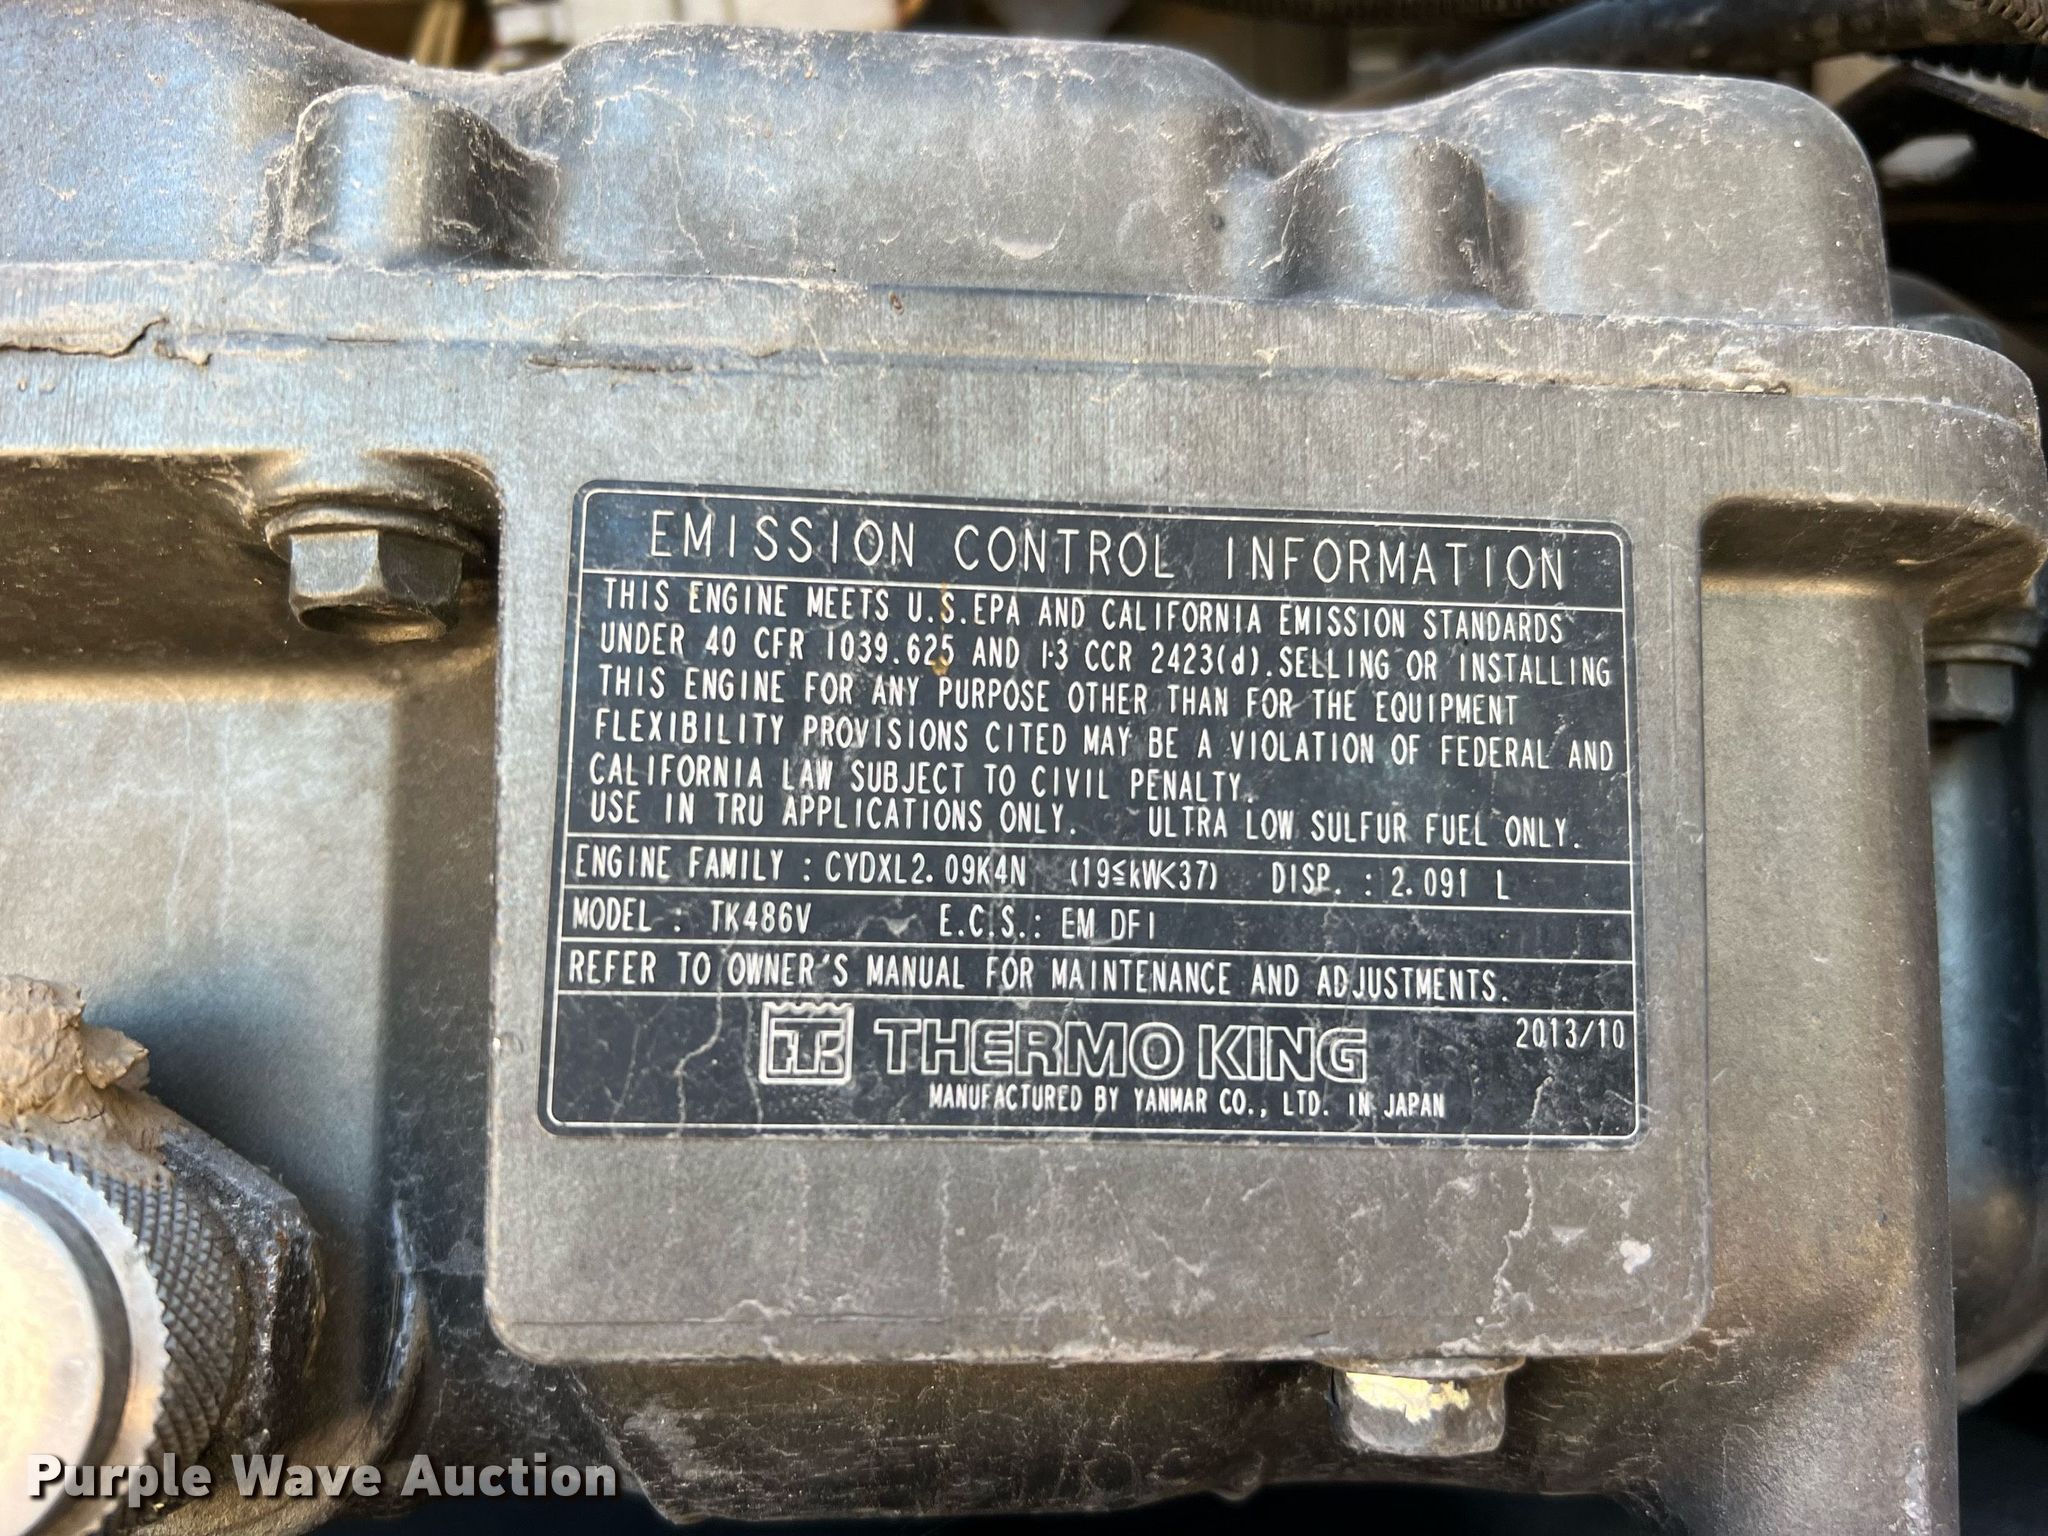 EMISSION CONTROL INFORMATION
THIS ENGINE MEETS U.S.EPA AND CALIFORNIA EMISSION STANDARDS
UNDER 40 CFR 1039.625 AND 13 CCR 2423(d).SELLING OR INSTALLING
THIS ENGINE FOR ANY PURPOSE OTHER THAN FOR THE EQUIPMENT
FLEXIBILITY PROVISIONS CITED MAY BE A VIOLATION OF FEDERAL AND
CALIFORNIA LAW SUBJECT TO CIVIL PENALTY.
USE IN TRU APPLICATIONS ONLY. ULTRA LOW SULFUR FUEL ONLY.
ENGINE FAMILY : CYDXL2.09K4N (19≦kW<37) DISP. : 2.091 L
MODEL : TK486V E.C.S.: EM DFI
REFER TO OWNER'S MANUAL FOR MAINTENANCE AND ADJUSTMENTS.
TK THERMO KING 2013/10
MANUFACTURED BY YANMAR CO., LTD. IN JAPAN
Purple Wave Auction